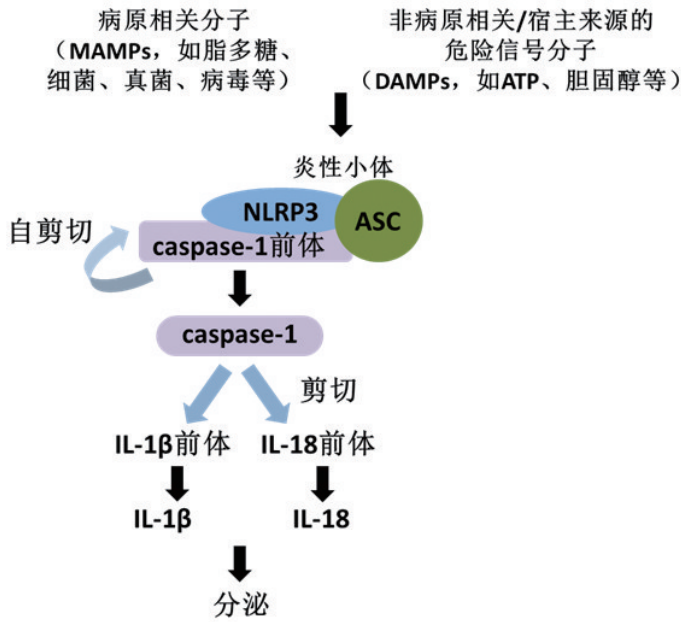 病原相关分子
（MAMPs，如脂多糖、
细菌、真菌、病毒等）
非病原相关/宿主来源的
危险信号分子
（DAMPs，如ATP、胆固醇等）
炎性小体
NLRP3
ASC
自剪切
caspase-1前体
caspase-1
剪切
IL-1β前体
IL-18前体
IL-1β
IL-18
分泌